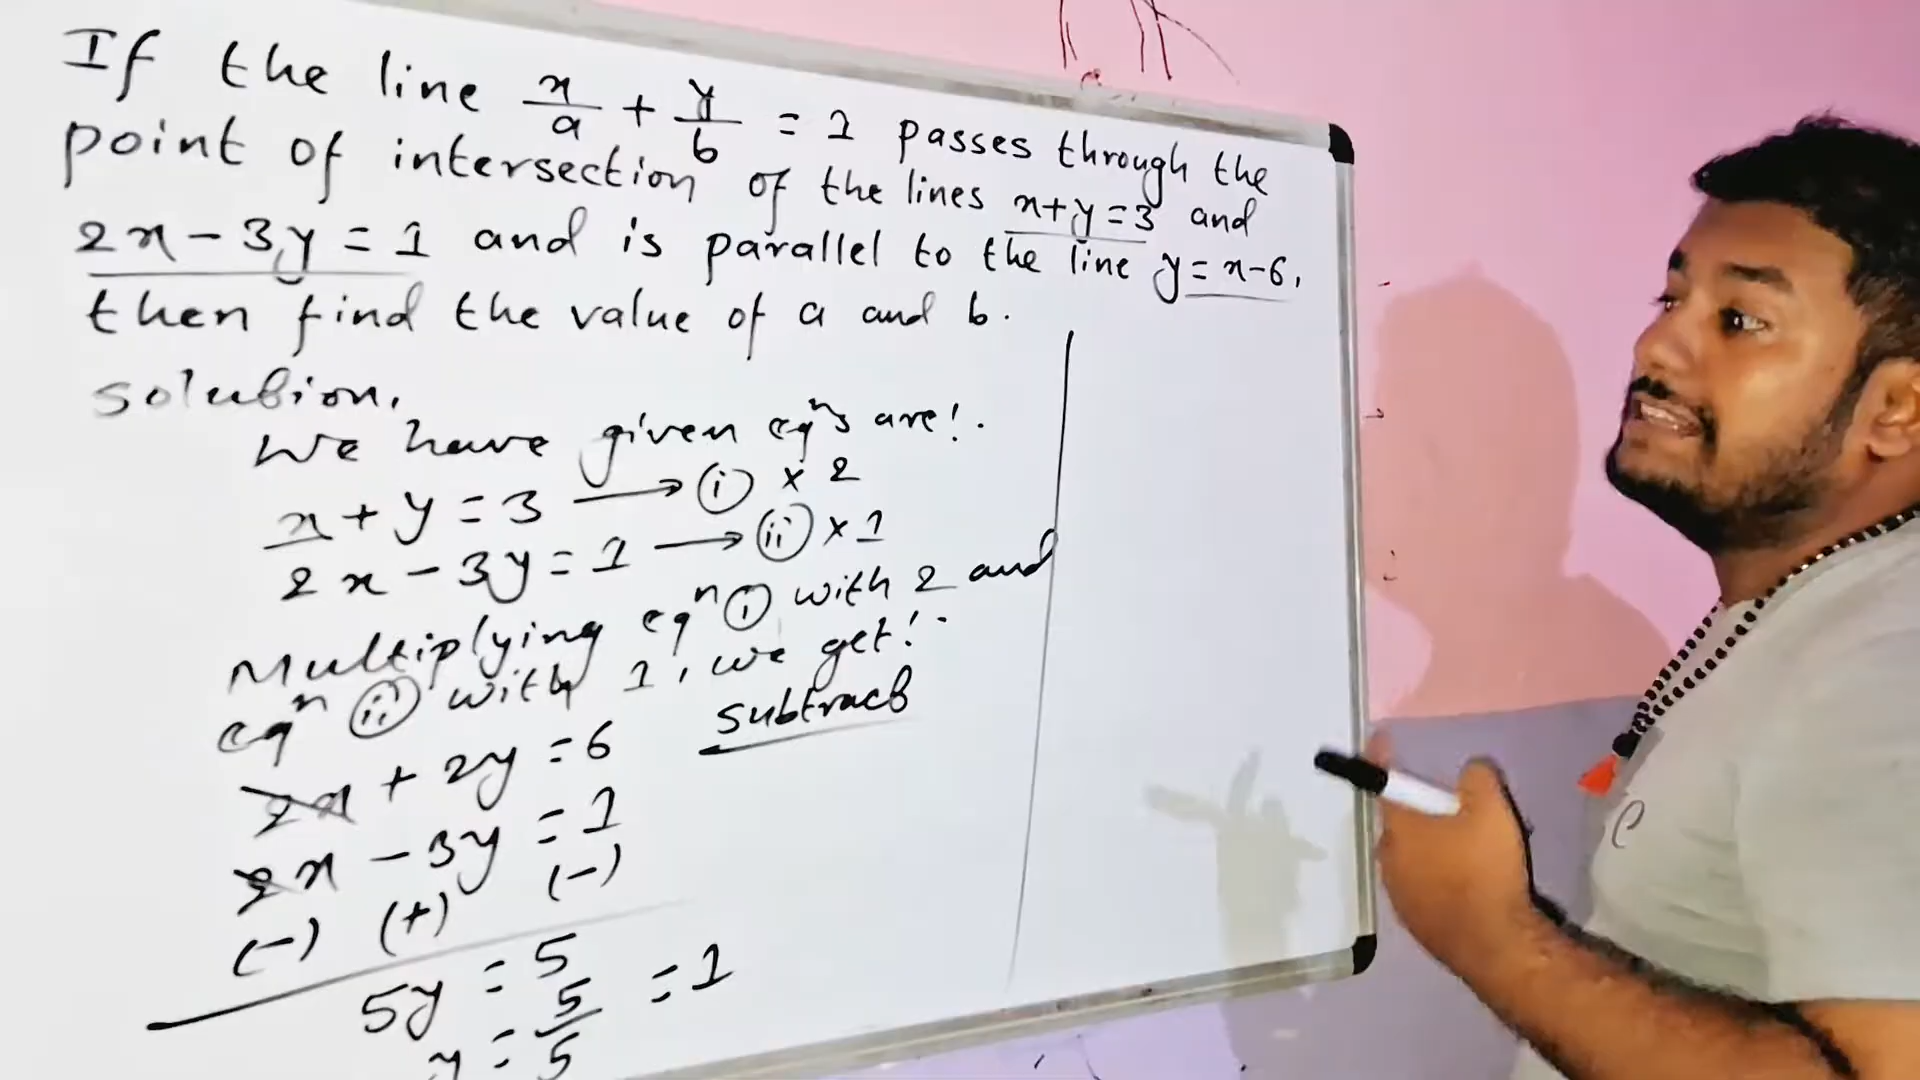 If the line x/a + y/b = 1 passes through the
point of intersection of the lines x+y=3 and
2x-3y=1 and is parallel to the line y=x-6,
then find the value of a and b.
solution,
We have given eqⁿs are:-
x+y=3 → (i) × 2
2x-3y=1 → (ii) × 1
Multiplying eqⁿ (i) with 2 and
eqⁿ (ii) with 1, we get:-
subtract
2x + 2y = 6
2x - 3y = 1
(-) (+) (-)
5y = 5
y = 5/5 = 1